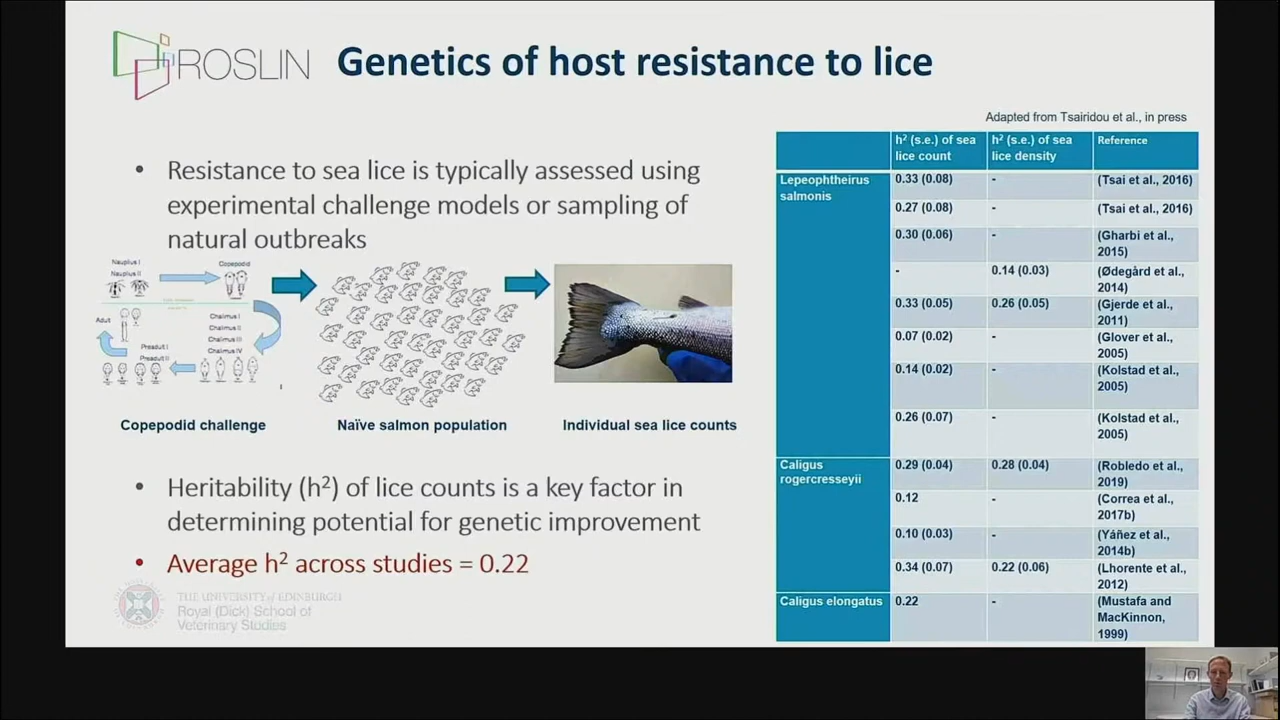 ROSLIN
Genetics of host resistance to lice
• Resistance to sea lice is typically assessed using
experimental challenge models or sampling of
natural outbreaks
Nauplius I
Nauplius II
Copepodid
Adult
Chalimus I
Chalimus II
Chalimus III
Chalimus IV
Preadult I
Preadult II
Copepodid challenge
Naïve salmon population
Individual sea lice counts
• Heritability (h²) of lice counts is a key factor in
determining potential for genetic improvement
• Average h² across studies = 0.22
THE UNIVERSITY of EDINBURGH
Royal (Dick) School of
Veterinary Studies
Adapted from Tsairidou et al., in press
h² (s.e.) of sea lice count h² (s.e.) of sea lice density Reference
Lepeophtheirus salmonis 0.33 (0.08) - (Tsai et al., 2016)
0.27 (0.08) - (Tsai et al., 2016)
0.30 (0.06) - (Gharbi et al., 2015)
- 0.14 (0.03) (Ødegård et al., 2014)
0.33 (0.05) 0.26 (0.05) (Gjerde et al., 2011)
0.07 (0.02) - (Glover et al., 2005)
0.14 (0.02) - (Kolstad et al., 2005)
0.26 (0.07) - (Kolstad et al., 2005)
Caligus rogercresseyii 0.29 (0.04) 0.28 (0.04) (Robledo et al., 2019)
0.12 - (Correa et al., 2017b)
0.10 (0.03) - (Yáñez et al., 2014b)
0.34 (0.07) 0.22 (0.06) (Lhorente et al., 2012)
Caligus elongatus 0.22 - (Mustafa and MacKinnon, 1999)